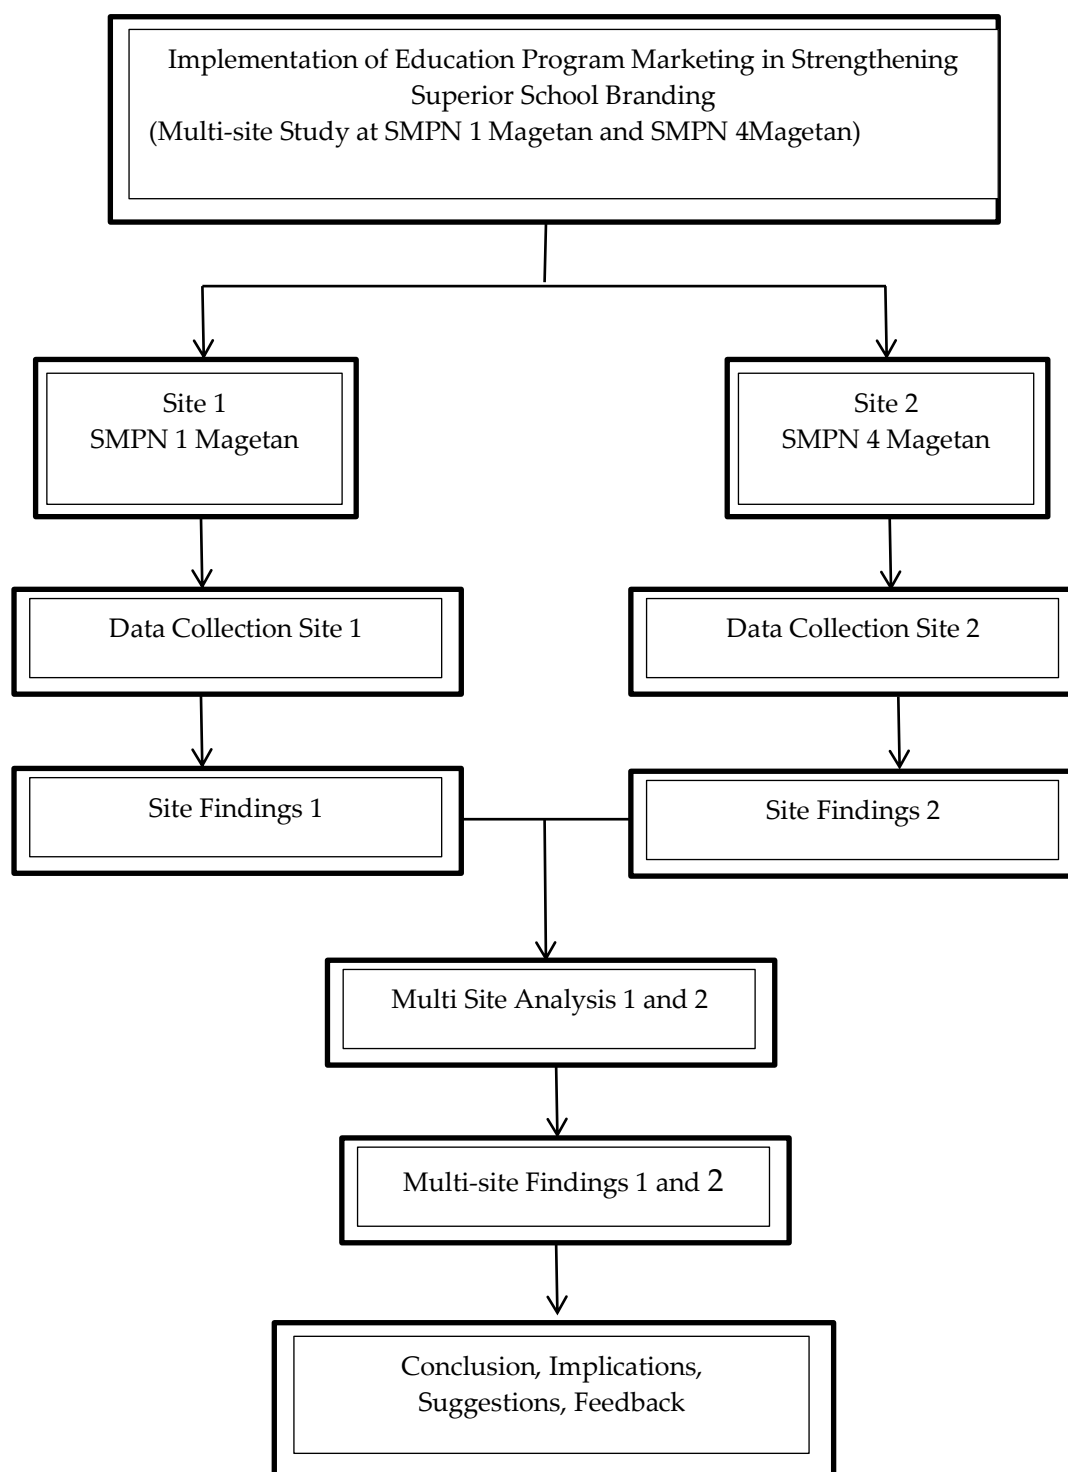 Implementation of Education Program Marketing in Strengthening
Superior School Branding
(Multi-site Study at SMPN 1 Magetan and SMPN 4Magetan)
Site 1
SMPN 1 Magetan
Site 2
SMPN 4 Magetan
Data Collection Site 1
Data Collection Site 2
Site Findings 1
Site Findings 2
Multi Site Analysis 1 and 2
Multi-site Findings 1 and 2
Conclusion, Implications,
Suggestions, Feedback